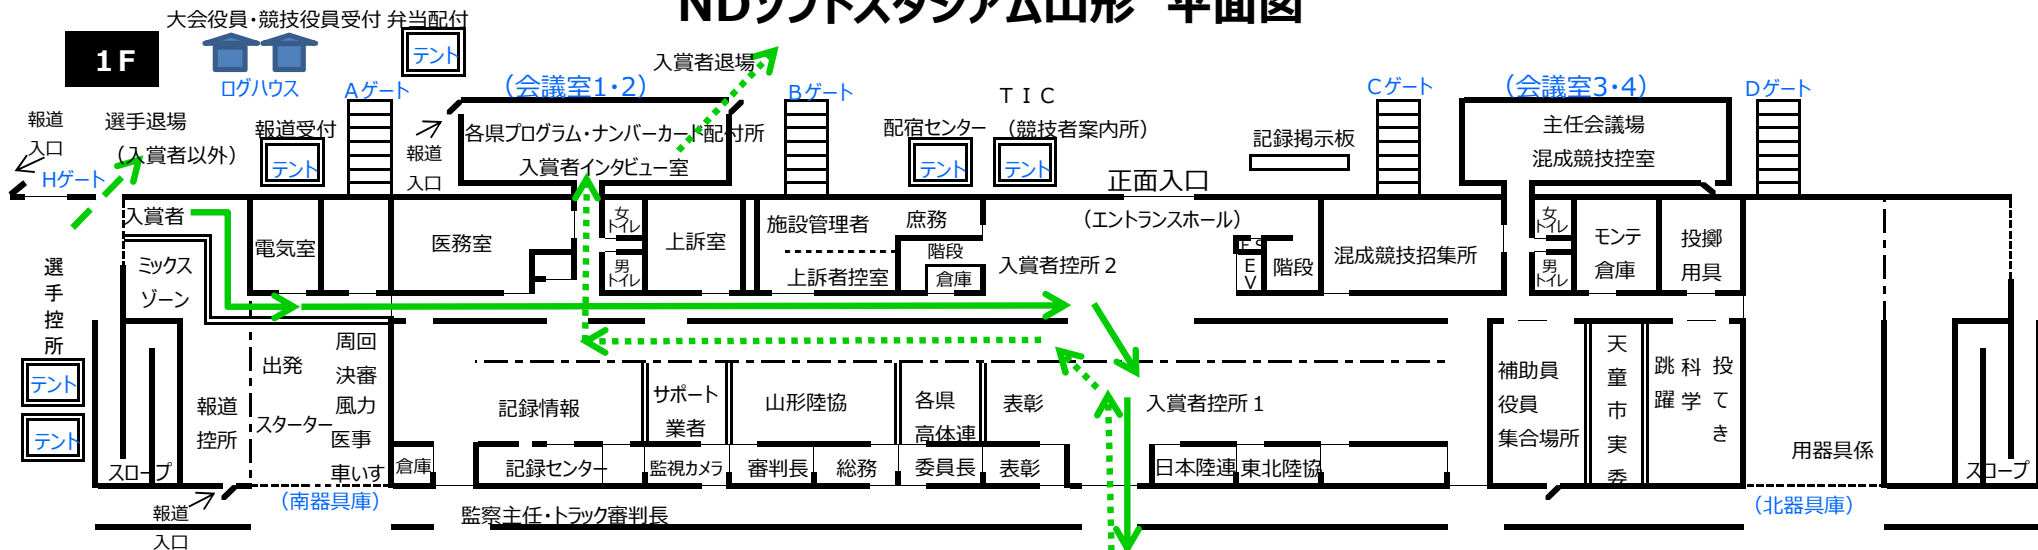 NDソフトスタジアム山形 平面図
大会役員・競技役員受付 弁当配付
1F
テント
ログハウス
Aゲート
(会議室1・2)
入賞者退場
Bゲート
TIC
(競技者案内所)
Cゲート
(会議室3・4)
Dゲート
報道
入口
選手退場
(入賞者以外)
Hゲート
報道受付
テント
報道
入口
各県プログラム・ナンバーカード配付所
入賞者インタビュー室
配宿センター
テント
テント
記録掲示板
主任会議場
混成競技控室
正面入口
(エントランスホール)
入賞者
電気室
医務室
女
トイレ
男
トイレ
上訴室
施設管理者
上訴者控室
庶務
階段
倉庫
入賞者控所2
EV
階段
混成競技招集所
女
トイレ
男
トイレ
モンテ
倉庫
投擲
用具
ミックス
ゾーン
選手控所
テント
テント
スロープ
報道
控所
出発
スターター
周回
決審
風力
医事
車いす
倉庫
記録情報
記録センター
サポート
業者
監視カメラ
山形陸協
審判長
総務
各県
高体連
委員長
表彰
表彰
入賞者控所1
日本陸連
東北陸協
補助員
役員
集合場所
天童市実委
跳躍
科学
投てき
用器具係
スロープ
(南器具庫)
(北器具庫)
報道
入口
監察主任・トラック審判長